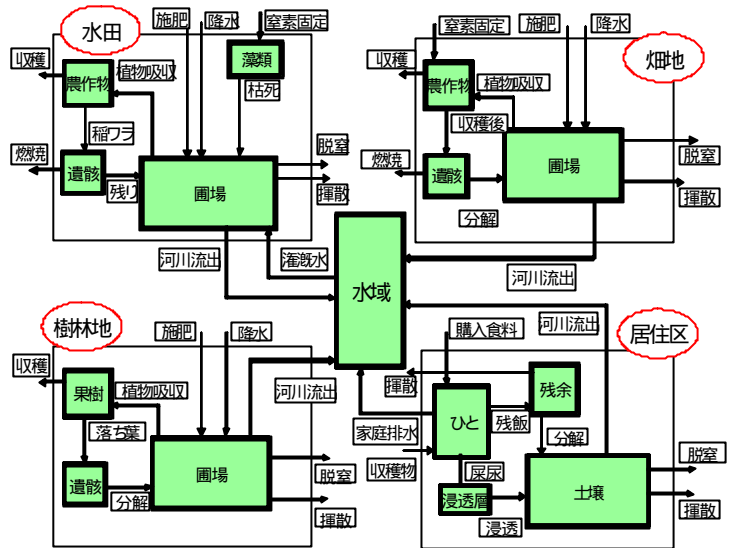 水田
施肥
降水
窒素固定
藻類
収穫
農作物
植物吸収
枯死
稲ワラ
燃焼
遺骸
残り
圃場
脱窒
揮散
河川流出
灌漑水
窒素固定
施肥
降水
畑地
収穫
農作物
植物吸収
収穫後
燃焼
遺骸
分解
圃場
脱窒
揮散
河川流出
水域
樹林地
施肥
降水
収穫
果樹
植物吸収
落ち葉
遺骸
分解
圃場
脱窒
揮散
河川流出
購入食料
河川流出
居住区
揮散
残余
ひと
残飯
家庭排水
収穫物
分解
屎尿
浸透層
浸透
土壌
脱窒
揮散